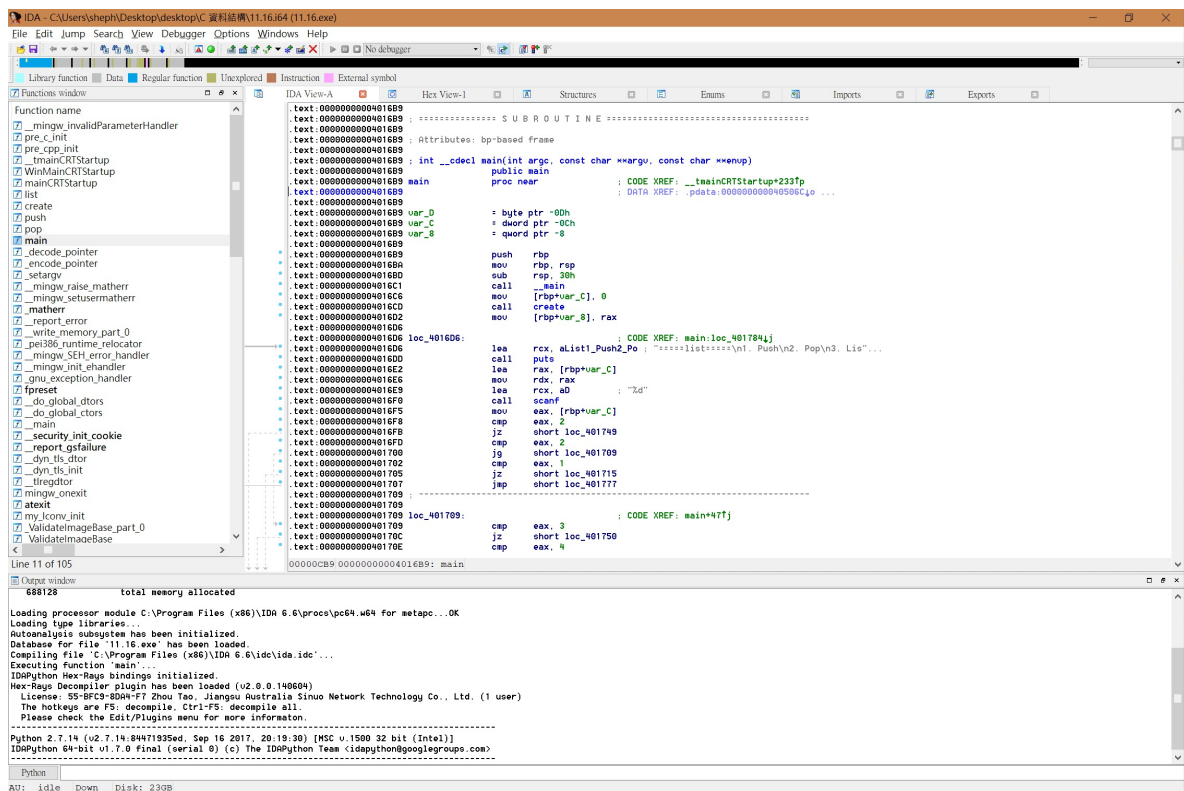 IDA - C:\Users\sheph\Desktop\desktop\C 資料結構\11.16.i64 (11.16.exe)
File Edit Jump Search View Debugger Options Windows Help
No debugger
Library function Data Regular function Unexplored Instruction External symbol
Functions window
Function name
__mingw_invalidParameterHandler
pre_c_init
pre_cpp_init
__tmainCRTStartup
WinMainCRTStartup
mainCRTStartup
list
create
push
pop
main
_decode_pointer
_encode_pointer
_setargv
__mingw_raise_matherr
__mingw_setusermatherr
_matherr
__report_error
__write_memory_part_0
_pei386_runtime_relocator
__mingw_SEH_error_handler
__mingw_init_ehandler
_gnu_exception_handler
fpreset
__do_global_dtors
__do_global_ctors
__main
__security_init_cookie
__report_gsfailure
__dyn_tls_dtor
__dyn_tls_init
__tlregdtor
mingw_onexit
atexit
my_lconv_init
_ValidateImageBase_part_0
_ValidateImageBase
Line 11 of 105
IDA View-A Hex View-1 Structures Enums Imports Exports
.text:00000000004016B9
.text:00000000004016B9 ; =============== S U B R O U T I N E =======================================
.text:00000000004016B9
.text:00000000004016B9 ; Attributes: bp-based frame
.text:00000000004016B9
.text:00000000004016B9 ; int __cdecl main(int argc, const char **argv, const char **envp)
.text:00000000004016B9 public main
.text:00000000004016B9 main proc near ; CODE XREF: __tmainCRTStartup+233↑p
.text:00000000004016B9 ; DATA XREF: .pdata:000000000040506C↓o ...
.text:00000000004016B9
.text:00000000004016B9 var_D = byte ptr -0Dh
.text:00000000004016B9 var_C = dword ptr -0Ch
.text:00000000004016B9 var_8 = qword ptr -8
.text:00000000004016B9
.text:00000000004016B9 push rbp
.text:00000000004016BA mov rbp, rsp
.text:00000000004016BD sub rsp, 30h
.text:00000000004016C1 call __main
.text:00000000004016C6 mov [rbp+var_C], 0
.text:00000000004016CD call create
.text:00000000004016D2 mov [rbp+var_8], rax
.text:00000000004016D6
.text:00000000004016D6 loc_4016D6: ; CODE XREF: main:loc_401784↓j
.text:00000000004016D6 lea rcx, aList1_Push2_Po ; "=====list=====\n1. Push\n2. Pop\n3. Lis"...
.text:00000000004016DD call puts
.text:00000000004016E2 lea rax, [rbp+var_C]
.text:00000000004016E6 mov rdx, rax
.text:00000000004016E9 lea rcx, aD ; "%d"
.text:00000000004016F0 call scanf
.text:00000000004016F5 mov eax, [rbp+var_C]
.text:00000000004016F8 cmp eax, 2
.text:00000000004016FB jz short loc_401749
.text:00000000004016FD cmp eax, 2
.text:0000000000401700 jg short loc_401709
.text:0000000000401702 cmp eax, 1
.text:0000000000401705 jz short loc_401715
.text:0000000000401707 jmp short loc_401777
.text:0000000000401709 ; ---------------------------------------------------------------------------
.text:0000000000401709
.text:0000000000401709 loc_401709: ; CODE XREF: main+47↑j
.text:0000000000401709 cmp eax, 3
.text:000000000040170C jz short loc_401750
.text:000000000040170E cmp eax, 4
00000CB9 00000000004016B9: main
Output window
688128 total memory allocated
Loading processor module C:\Program Files (x86)\IDA 6.6\procs\pc64.w64 for metapc...OK
Loading type libraries...
Autoanalysis subsystem has been initialized.
Database for file '11.16.exe' has been loaded.
Compiling file 'C:\Program Files (x86)\IDA 6.6\idc\ida.idc'...
Executing function 'main'...
IDAPython Hex-Rays bindings initialized.
Hex-Rays Decompiler plugin has been loaded (v2.0.0.140604)
License: 55-BFC9-8DA4-F7 Zhou Tao, Jiangsu Australia Sinuo Network Technology Co., Ltd. (1 user)
The hotkeys are F5: decompile, Ctrl-F5: decompile all.
Please check the Edit/Plugins menu for more informaton.
---------------------------------------------------------------------------------------------
Python 2.7.14 (v2.7.14:84471935ed, Sep 16 2017, 20:19:30) [MSC v.1500 32 bit (Intel)]
IDAPython 64-bit v1.7.0 final (serial 0) (c) The IDAPython Team <idapython@googlegroups.com>
---------------------------------------------------------------------------------------------
Python
AU: idle Down Disk: 23GB